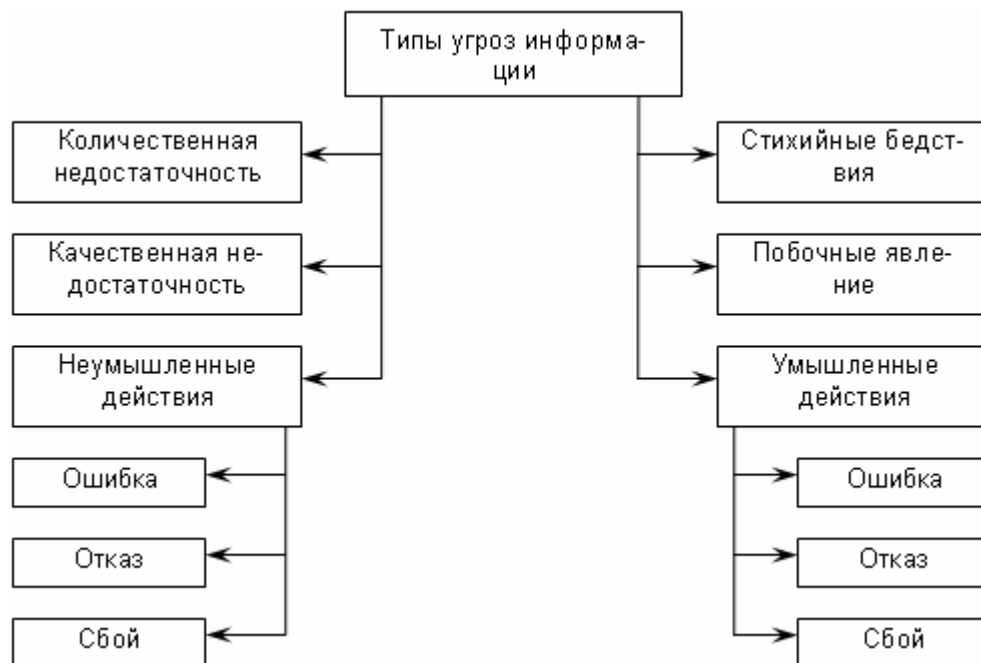 Типы угроз информа-
ции
Количественная
недостаточность
Стихийные бедст-
вия
Качественная не-
достаточность
Побочные явле-
ние
Неумышленные
действия
Умышленные
действия
Ошибка
Ошибка
Отказ
Отказ
Сбой
Сбой